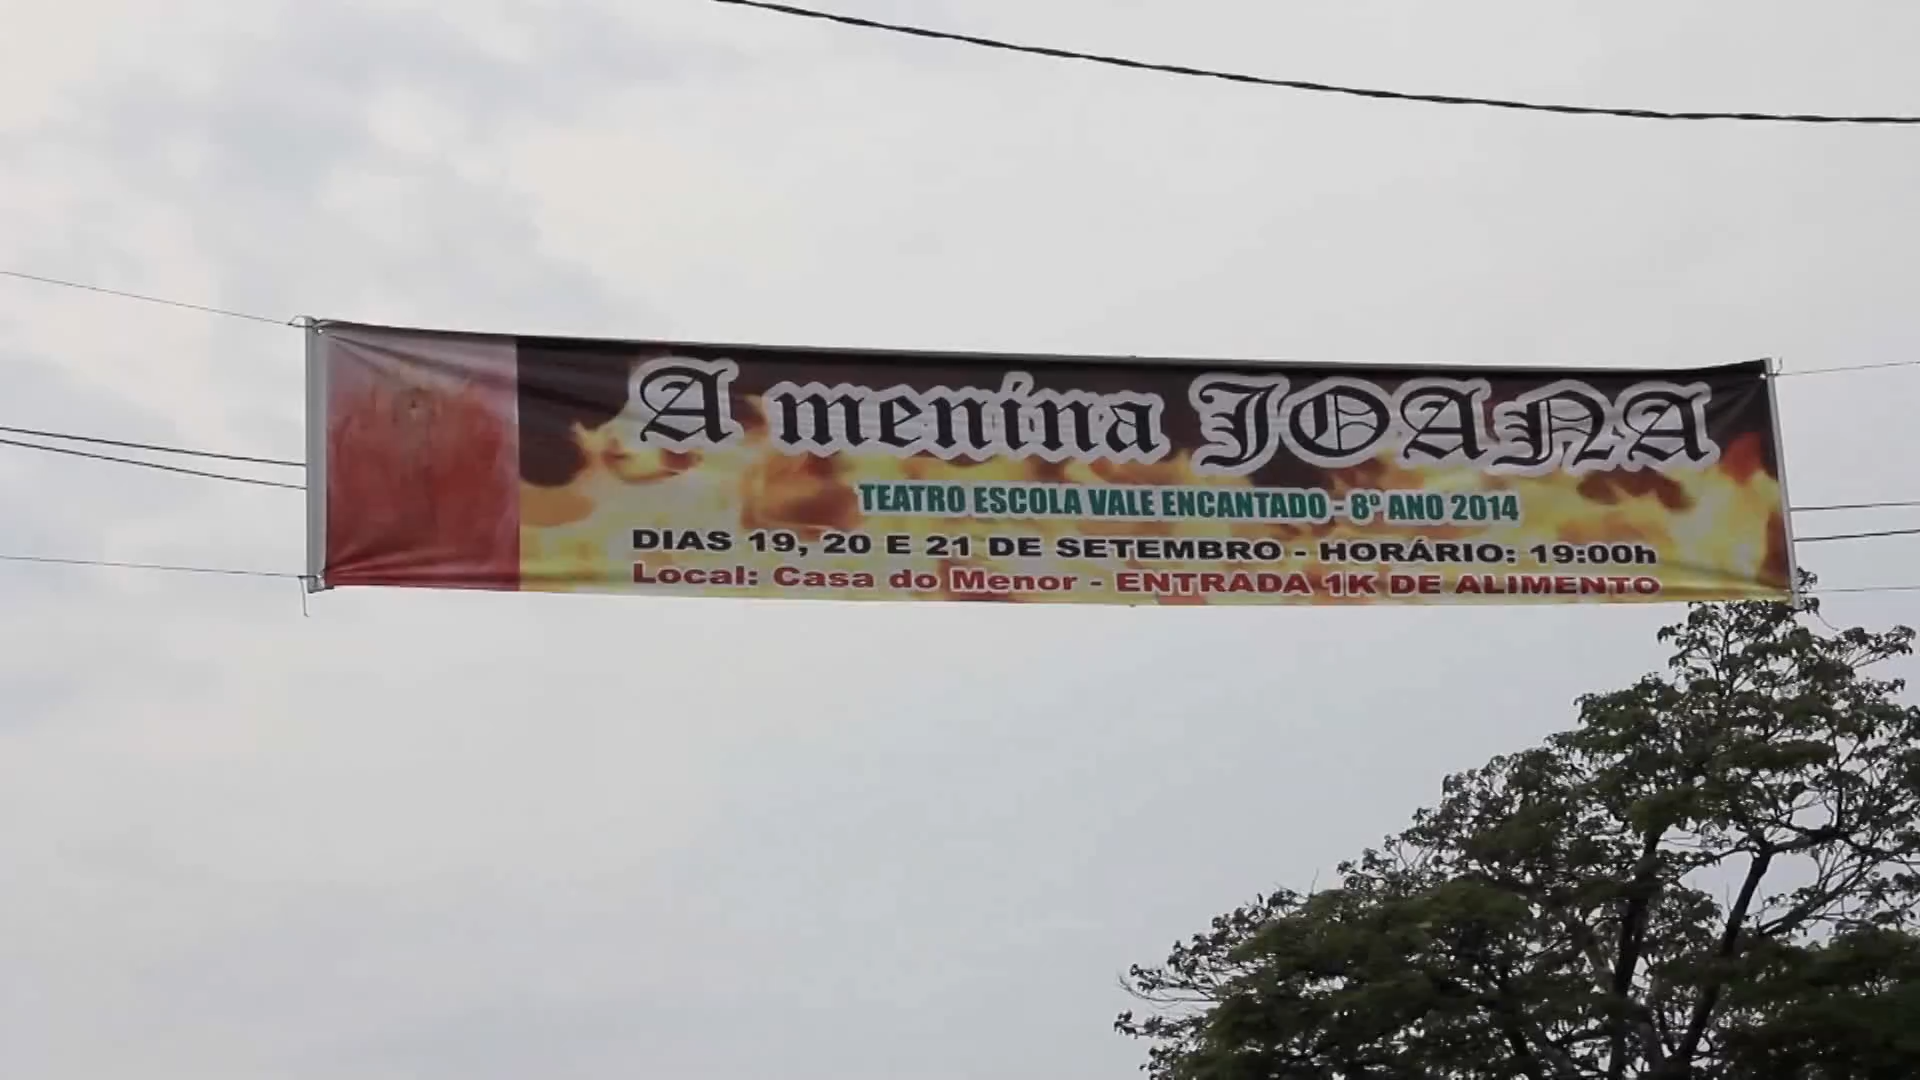 A menina JOANA
TEATRO ESCOLA VALE ENCANTADO - 8º ANO 2014
DIAS 19, 20 E 21 DE SETEMBRO - HORÁRIO: 19:00h
Local: Casa do Menor - ENTRADA 1K DE ALIMENTO